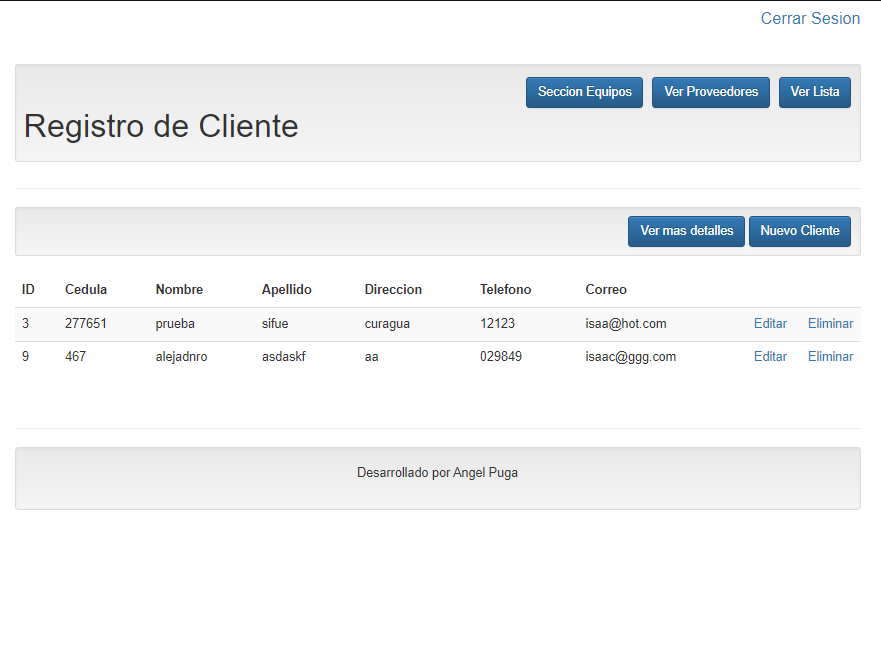 Cerrar Sesion
Seccion Equipos Ver Proveedores Ver Lista
Registro de Cliente
Ver mas detalles Nuevo Cliente
ID Cedula Nombre Apellido Direccion Telefono Correo
3 277651 prueba sifue curagua 12123 isaa@hot.com Editar Eliminar
9 467 alejadnro asdaskf aa 029849 isaac@ggg.com Editar Eliminar
Desarrollado por Angel Puga